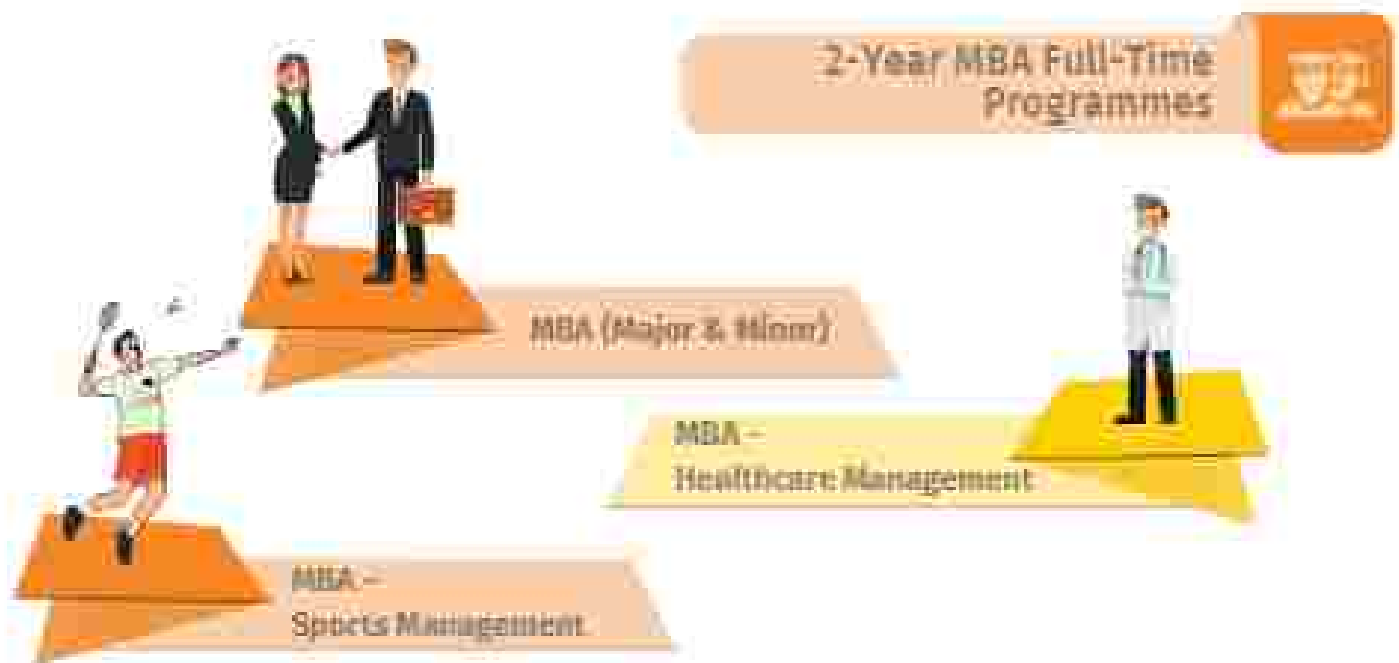 2-Year MBA Full-Time
Programmes
MBA (Major & Minor)
MBA -
Healthcare Management
MBA -
Sports Management